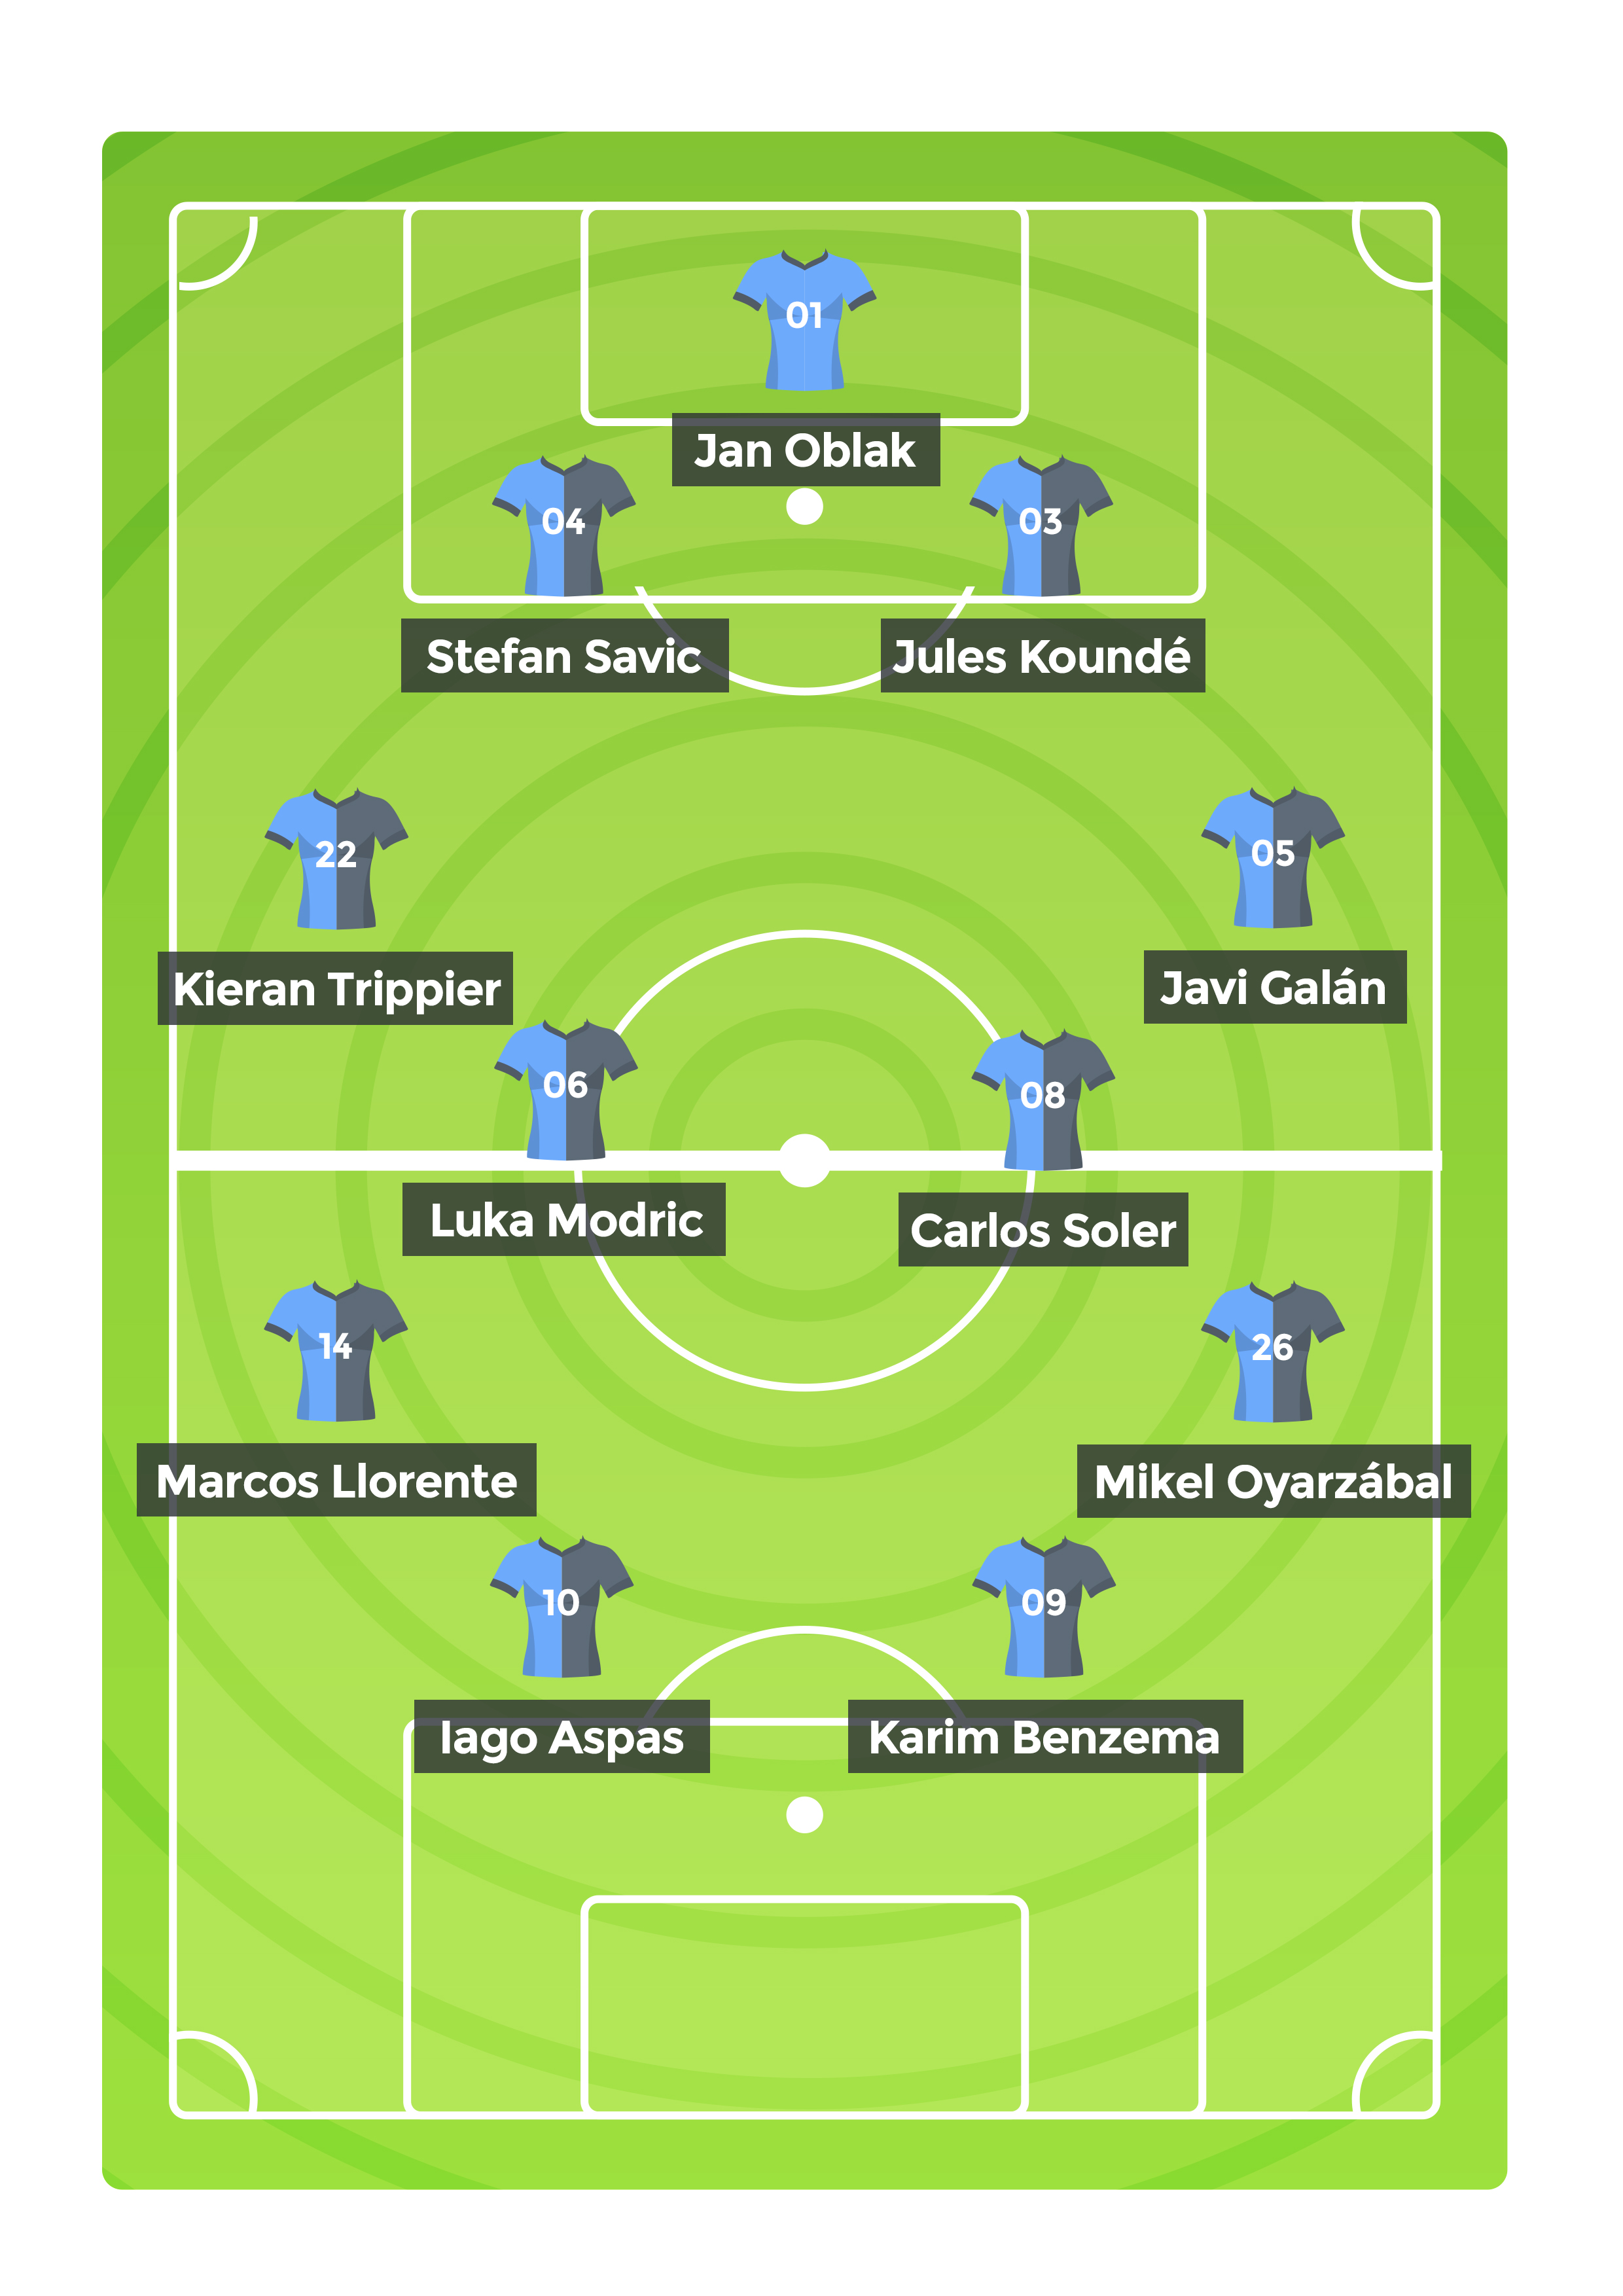 01
Jan Oblak
04
03
Stefan Savic
Jules Koundé
22
05
Kieran Trippier
Javi Galán
06
08
Luka Modric
Carlos Soler
14
26
Marcos Llorente
Mikel Oyarzábal
10
09
Iago Aspas
Karim Benzema